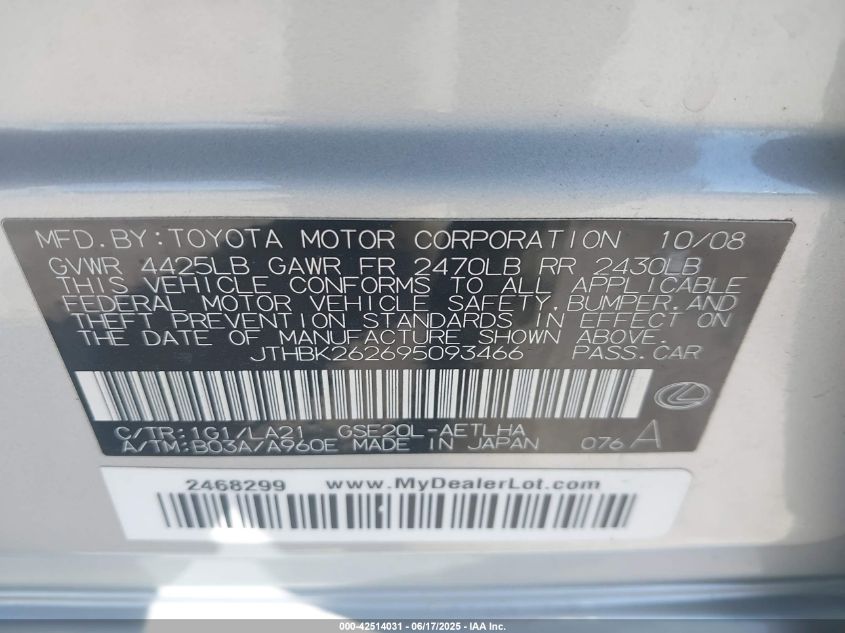 MFD.BY:TOYOTA MOTOR CORPORATION 10/08
GVWR 4425LB GAWR FR 2470LB RR 2430LB
THIS VEHICLE CONFORMS TO ALL APPLICABLE
FEDERAL MOTOR VEHICLE SAFETY,BUMPER,AND
THEFT PREVENTION STANDARDS IN EFFECT ON
THE DATE OF MANUFACTURE SHOWN ABOVE.
JTHBK262695093466 PASS.CAR
C/TR:1G1/LA21 GSE20L-AETLHA
A/TM:B03A/A960E MADE IN JAPAN 076 A
2468299 www.MyDealerLot.com
000-42514031 - 06/17/2025 - IAA Inc.